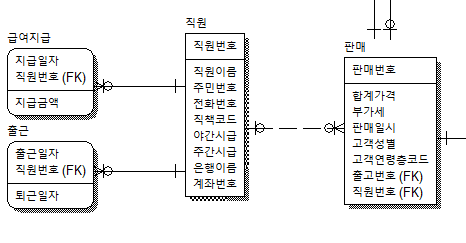 급여지급
지급일자
직원번호 (FK)
지급금액
출근
출근일자
직원번호 (FK)
퇴근일자
직원
직원번호
직원이름
주민번호
전화번호
직책코드
야간시급
주간시급
은행이름
계좌번호
판매
판매번호
합계가격
부가세
판매일시
고객성별
고객연령층코드
출고번호 (FK)
직원번호 (FK)